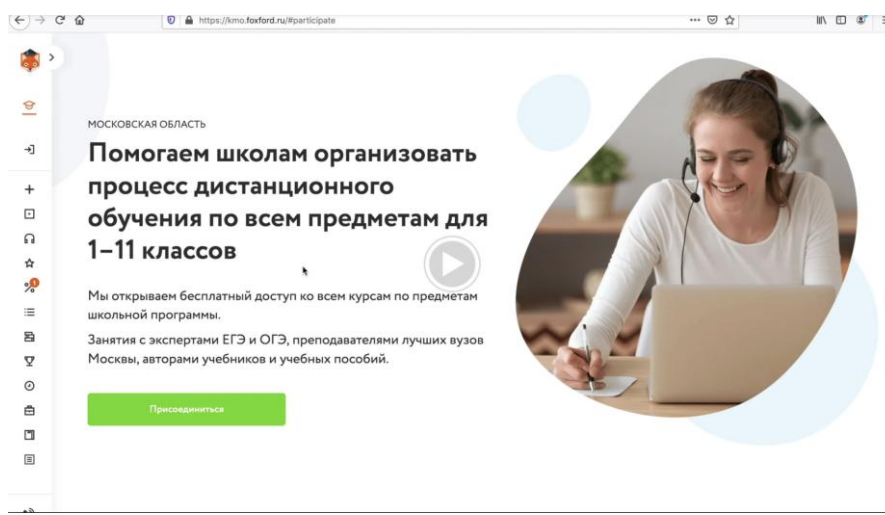 https://kmo.foxford.ru/#participate
МОСКОВСКАЯ ОБЛАСТЬ
Помогаем школам организовать
процесс дистанционного
обучения по всем предметам для
1–11 классов
Мы открываем бесплатный доступ ко всем курсам по предметам
школьной программы.
Занятия с экспертами ЕГЭ и ОГЭ, преподавателями лучших вузов
Москвы, авторами учебников и учебных пособий.
Присоединиться